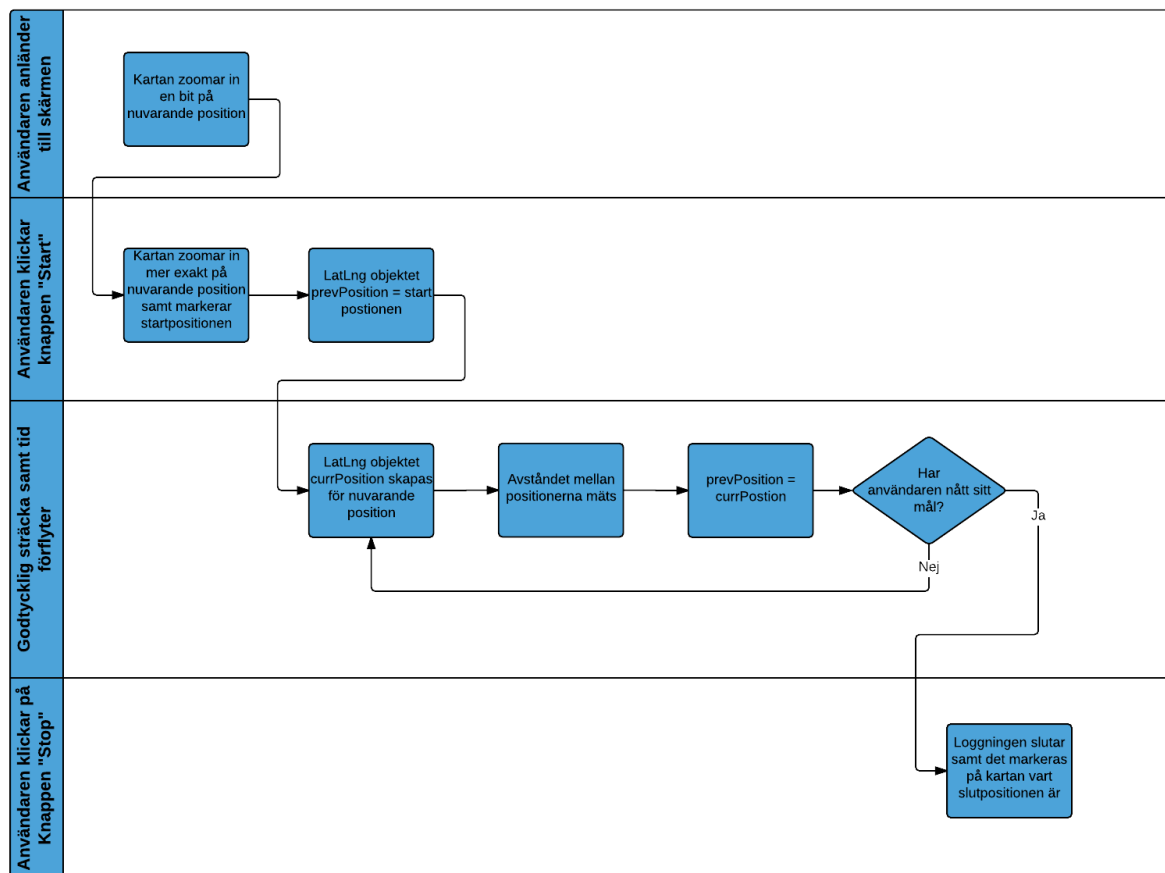 Användaren anländer
till skärmen
Kartan zoomar in
en bit på
nuvarande position
Användaren klickar
knappen "Start"
Kartan zoomar in
mer exakt på
nuvarande position
samt markerar
startpositionen
LatLng objektet
prevPosition = start
postionen
Godtycklig sträcka samt tid
förflyter
LatLng objektet
currPosition skapas
för nuvarande
position
Avståndet mellan
positionerna mäts
prevPosition =
currPostion
Har
användaren nått sitt
mål?
Ja
Nej
Användaren klickar på
Knappen "Stop"
Loggningen slutar
samt det markeras
på kartan vart
slutpositionen är